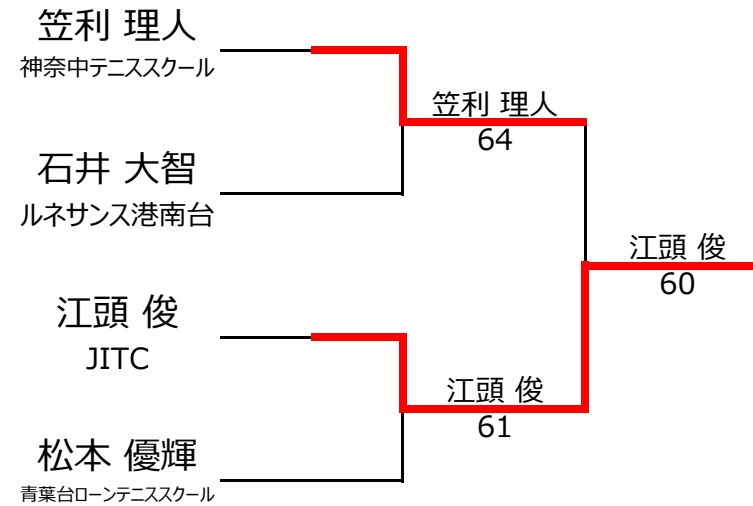 笠利 理人
神奈中テニススクール
笠利 理人
64
石井 大智
ルネサンス港南台
江頭 俊
60
江頭 俊
JITC
江頭 俊
61
松本 優輝
青葉台ローンテニススクール